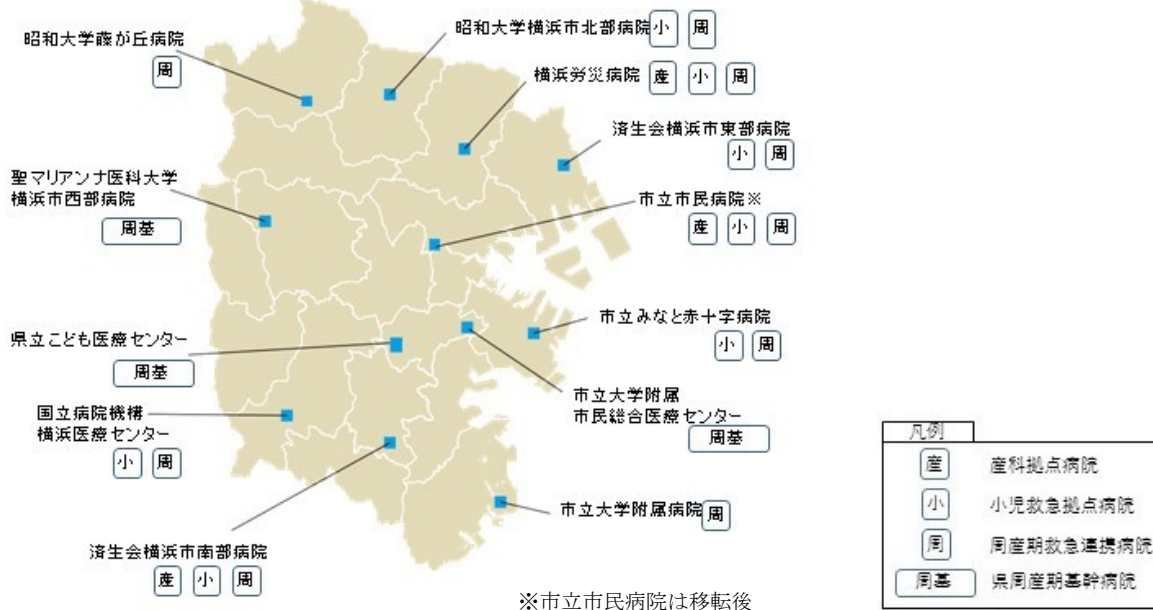 昭和大学藤が丘病院
周
昭和大学横浜市北部病院 小 周
横浜労災病院 産 小 周
済生会横浜市東部病院
小 周
聖マリアンナ医科大学
横浜市西部病院
周基
市立市民病院※
産 小 周
県立こども医療センター
周基
市立みなと赤十字病院
小 周
国立病院機構
横浜医療センター
小 周
市立大学附属
市民総合医療センター
周基
市立大学附属病院 周
済生会横浜市南部病院
産 小 周
※市立市民病院は移転後
凡例
産 産科拠点病院
小 小児救急拠点病院
周 周産期救急連携病院
周基 県周産期基幹病院